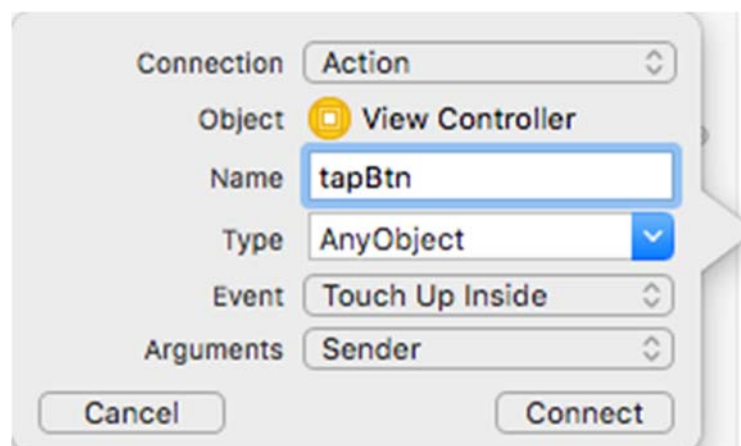 Connection Action
Object View Controller
Name tapBtn
Type AnyObject
Event Touch Up Inside
Arguments Sender
Cancel Connect